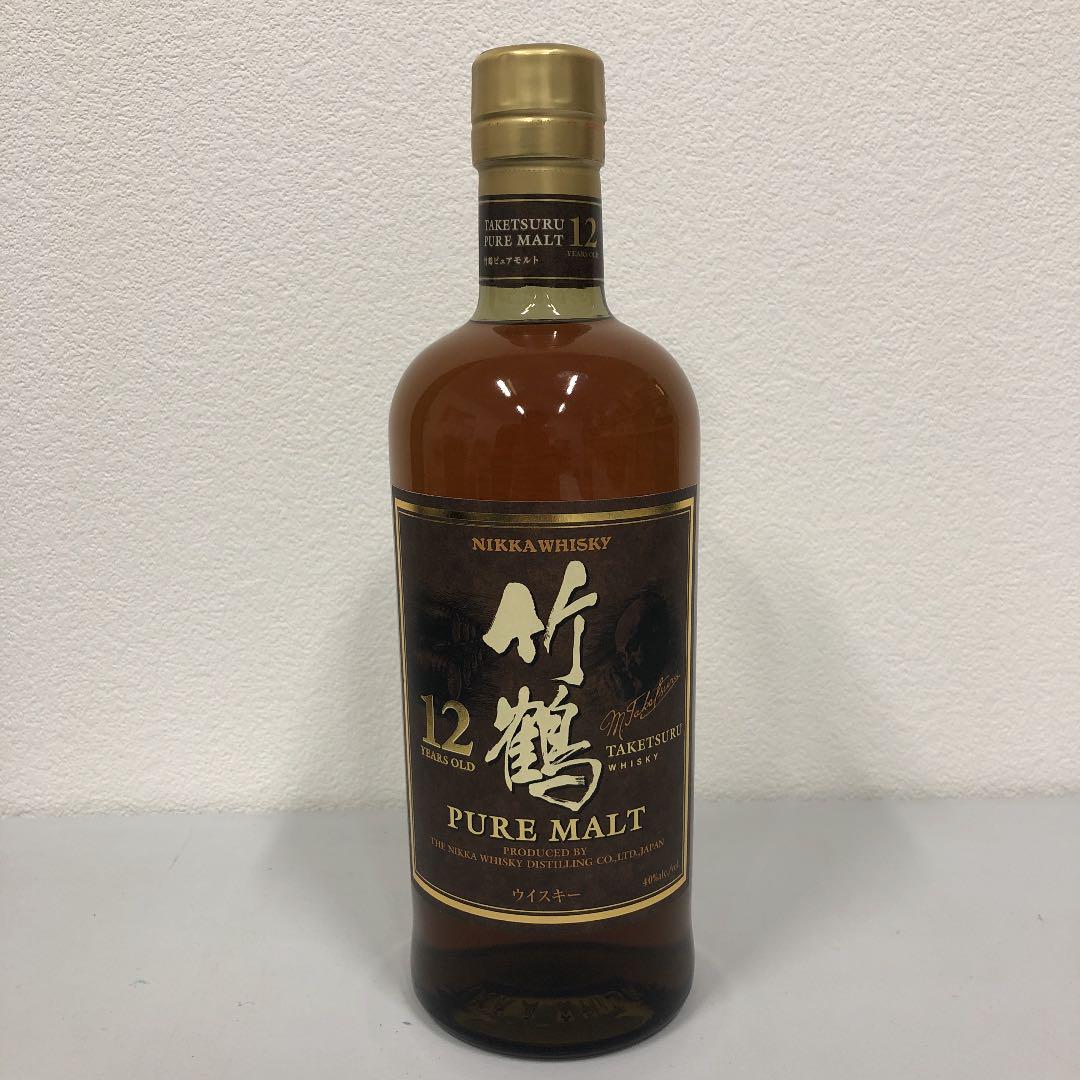 TAKETSURU
PURE MALT
12
YEARS OLD
竹鶴ピュアモルト
NIKKA WHISKY
竹鶴
12
YEARS OLD
M.Taketsuru
TAKETSURU
WHISKY
PURE MALT
PRODUCED BY
THE NIKKA WHISKY DISTILLING CO.,LTD.,JAPAN
40%alc./vol.
ウイスキー